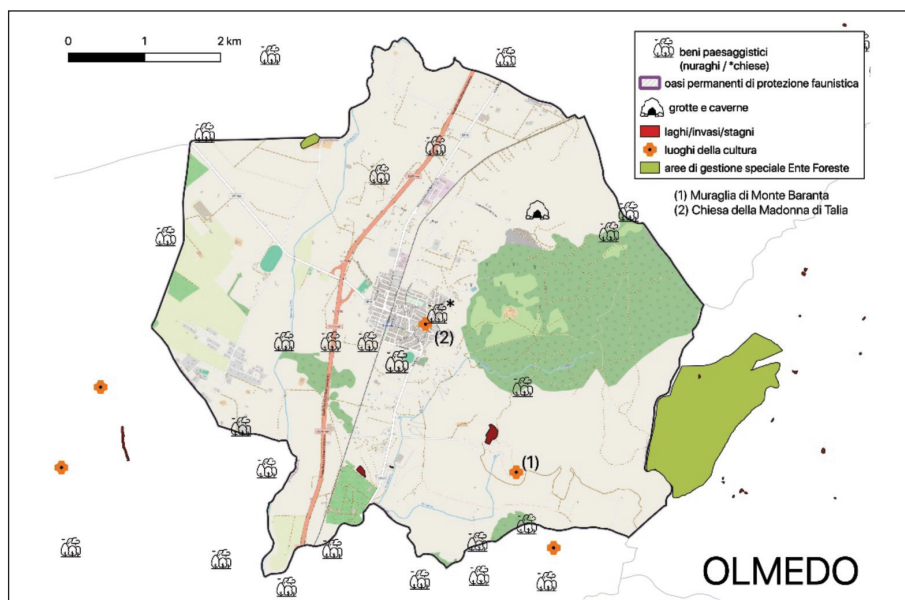 0 1 2 km
beni paesaggistici
(nuraghi / *chiese)
oasi permanenti di protezione faunistica
grotte e caverne
laghi/invasi/stagni
luoghi della cultura
aree di gestione speciale Ente Foreste
(1) Muraglia di Monte Baranta
(2) Chiesa della Madonna di Talia
*
(2)
(1)
OLMEDO